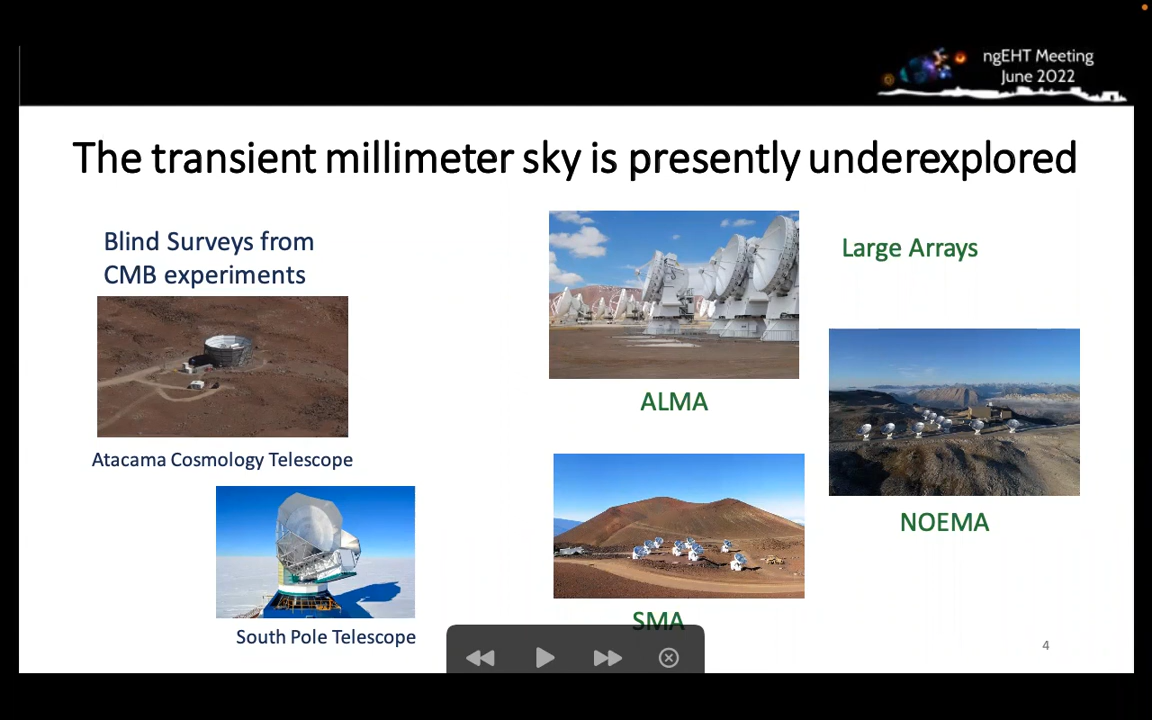 ngEHT Meeting
June 2022
The transient millimeter sky is presently underexplored
Blind Surveys from
CMB experiments
Large Arrays
ALMA
Atacama Cosmology Telescope
NOEMA
SMA
South Pole Telescope
4